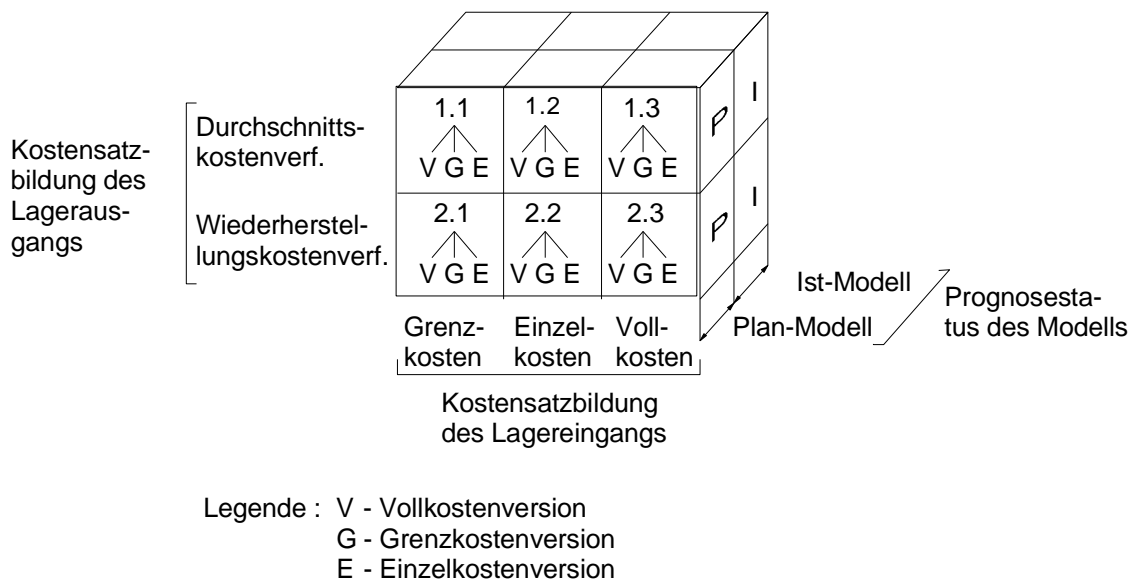 1.1 1.2 1.3
V G E V G E V G E
2.1 2.2 2.3
V G E V G E V G E
P I
P I
Kostensatz-
bildung des
Lageraus-
gangs
Durchschnitts-
kostenverf.
Wiederherstel-
lungskostenverf.
Grenz-
kosten
Einzel-
kosten
Voll-
kosten
Kostensatzbildung
des Lagereingangs
Ist-Modell
Plan-Modell
Prognosesta-
tus des Modells
Legende : V - Vollkostenversion
G - Grenzkostenversion
E - Einzelkostenversion